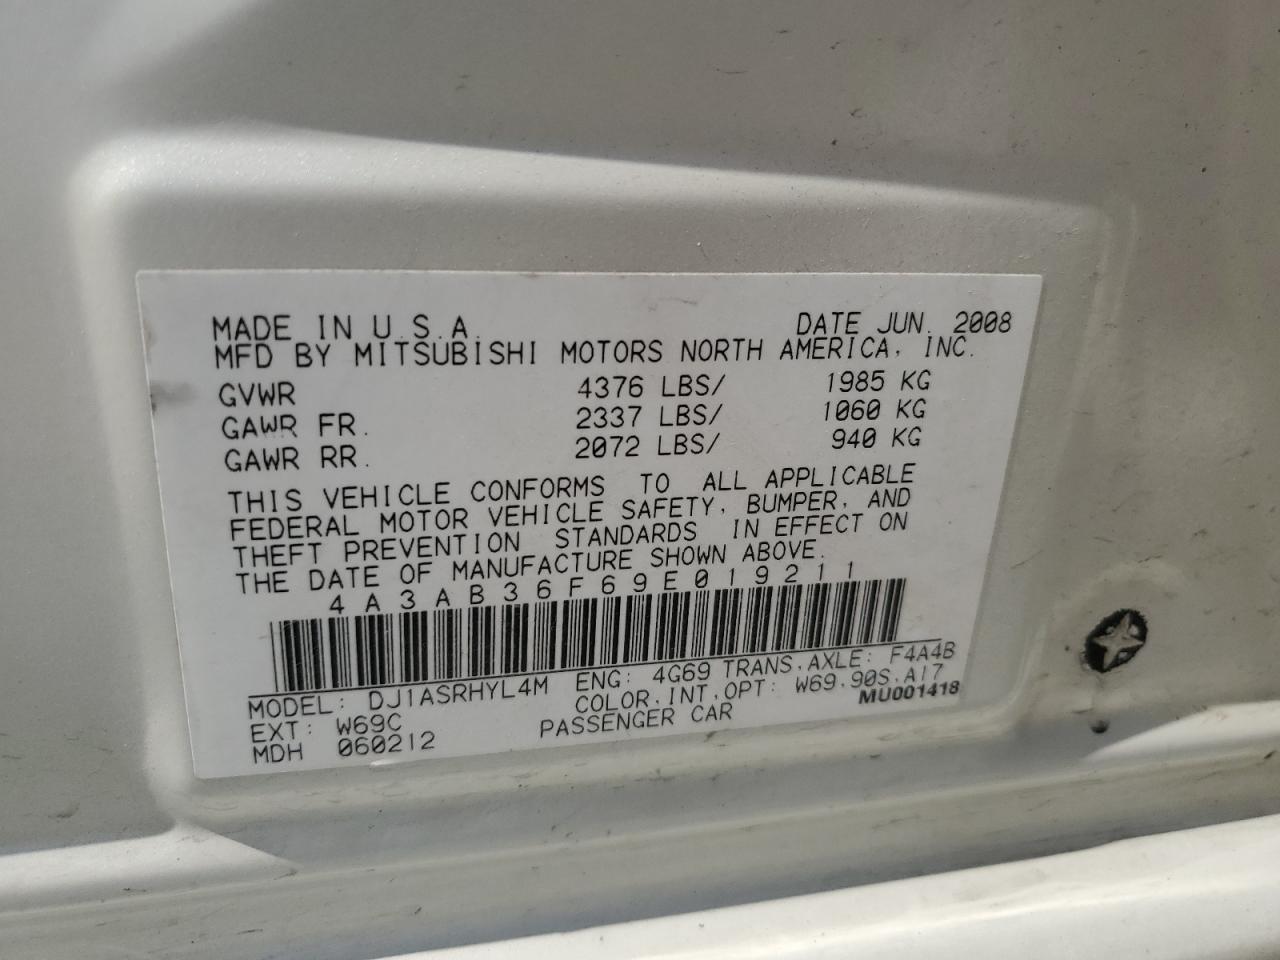 MADE IN U.S.A. DATE JUN. 2008
MFD BY MITSUBISHI MOTORS NORTH AMERICA, INC.
GVWR 4376 LBS/ 1985 KG
GAWR FR. 2337 LBS/ 1060 KG
GAWR RR. 2072 LBS/ 940 KG
THIS VEHICLE CONFORMS TO ALL APPLICABLE
FEDERAL MOTOR VEHICLE SAFETY, BUMPER, AND
THEFT PREVENTION STANDARDS IN EFFECT ON
THE DATE OF MANUFACTURE SHOWN ABOVE.
4A3AB36F69E019211
MODEL: DJ1ASRHYL4M ENG: 4G69 TRANS.AXLE: F4A4B
EXT: W69C COLOR.INT.OPT: W69.90S.A17
MDH 060212 PASSENGER CAR MU001418